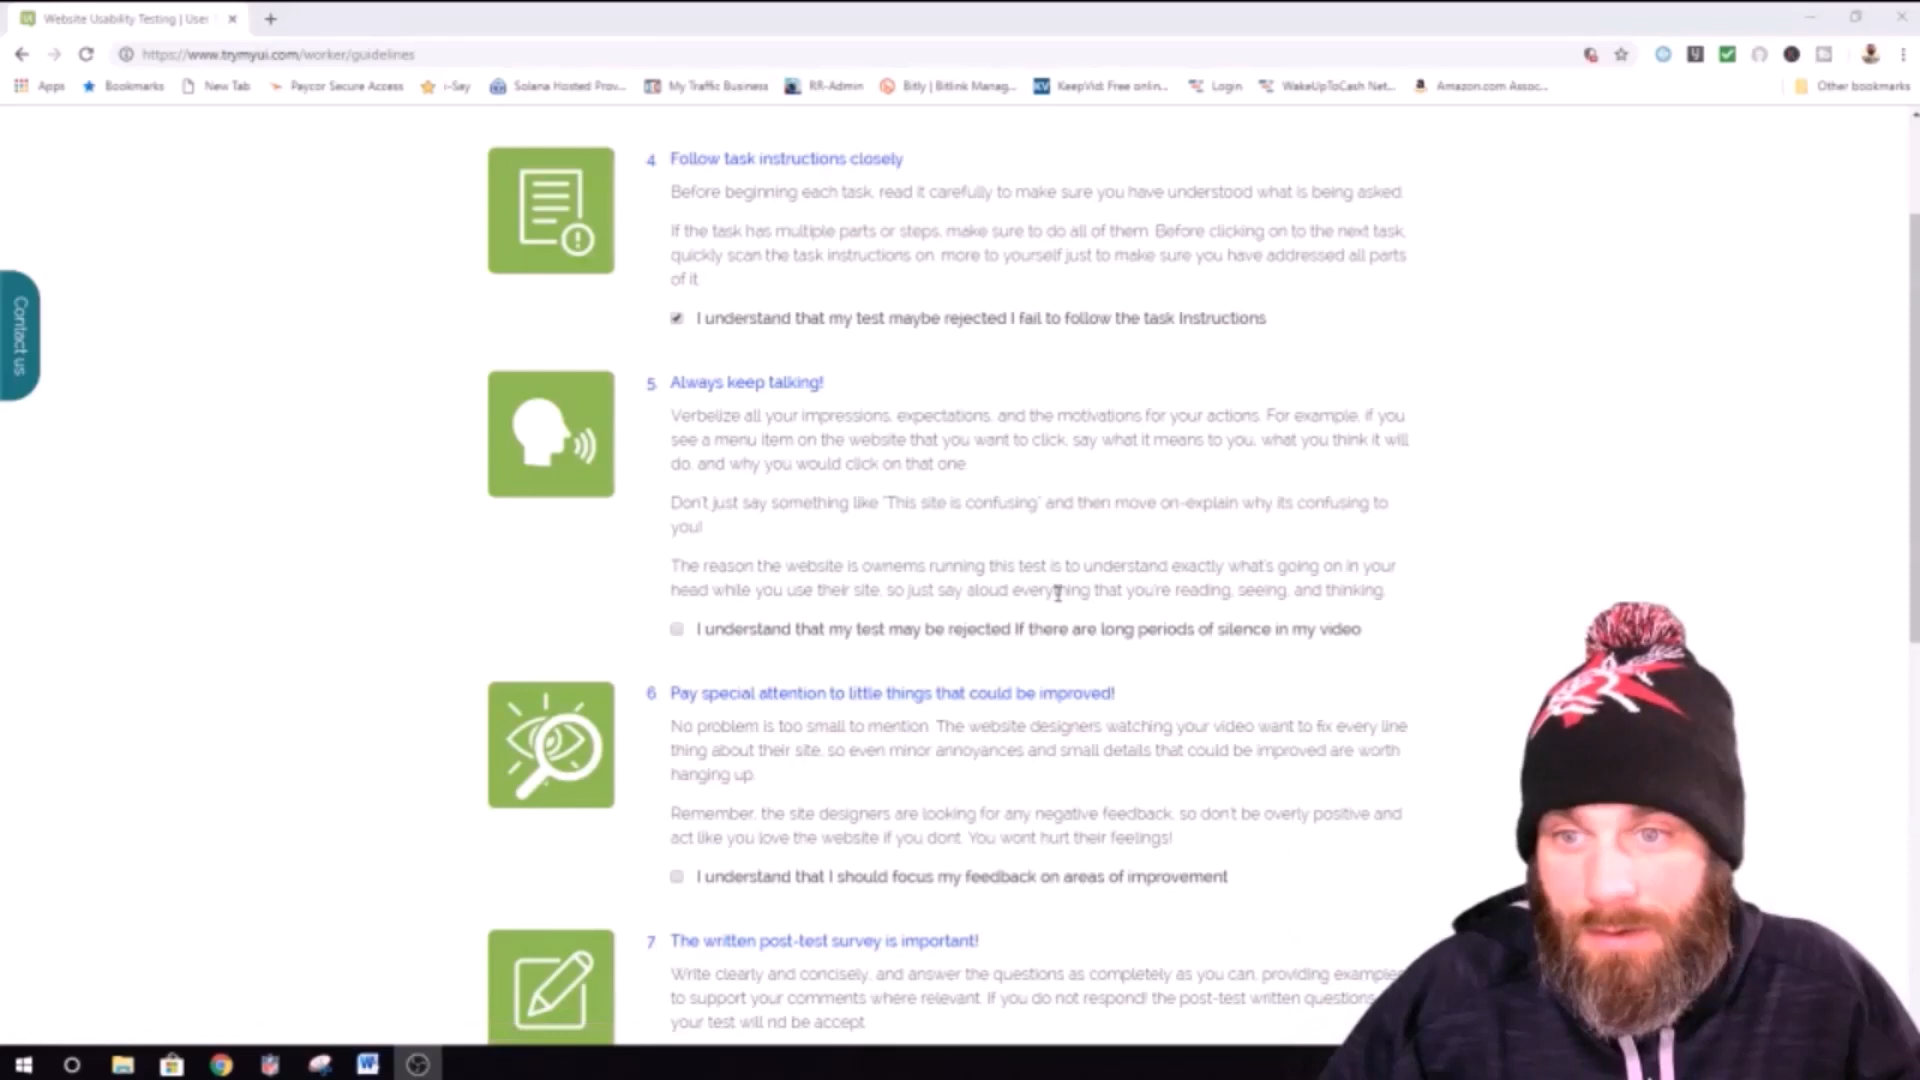 Website Usability Testing | User
https://www.trymyui.com/worker/guidelines
Apps Bookmarks New Tab Paycor Secure Access i-Say Solana Hosted Prov... My Traffic Business RR-Admin Bitly | Bitlink Manag... KV KeepVid: Free onlin... Login WakeUpToCash Net... Amazon.com Assoc... Other bookmarks
Contact us
4. Follow task instructions closely
Before beginning each task, read it carefully to make sure you have understood what is being asked.
If the task has multiple parts or steps, make sure to do all of them. Before clicking on to the next task,
quickly scan the task instructions on more to yourself just to make sure you have addressed all parts
of it.
I understand that my test maybe rejected I fail to follow the task Instructions
5. Always keep talking!
Verbelize all your impressions, expectations, and the motivations for your actions. For example, if you
see a menu item on the website that you want to click, say what it means to you, what you think it will
do, and why you would click on that one.
Don't just say something like "This site is confusing" and then move on-explain why its confusing to
you!
The reason the website is ownems running this test is to understand exactly what's going on in your
head while you use their site, so just say aloud everything that you're reading, seeing, and thinking.
I understand that my test may be rejected If there are long periods of silence in my video
6 Pay special attention to little things that could be improved!
No problem is too small to mention. The website designers watching your video want to fix every line
thing about their site, so even minor annoyances and small details that could be improved are worth
hanging up.
Remember, the site designers are looking for any negative feedback, so don't be overly positive and
act like you love the website if you dont. You wont hurt their feelings!
I understand that I should focus my feedback on areas of improvement
7 The written post-test survey is important!
Write clearly and concisely, and answer the questions as completely as you can, providing examples
to support your comments where relevant. If you do not respond! the post-test written questions
your test will nd be accept